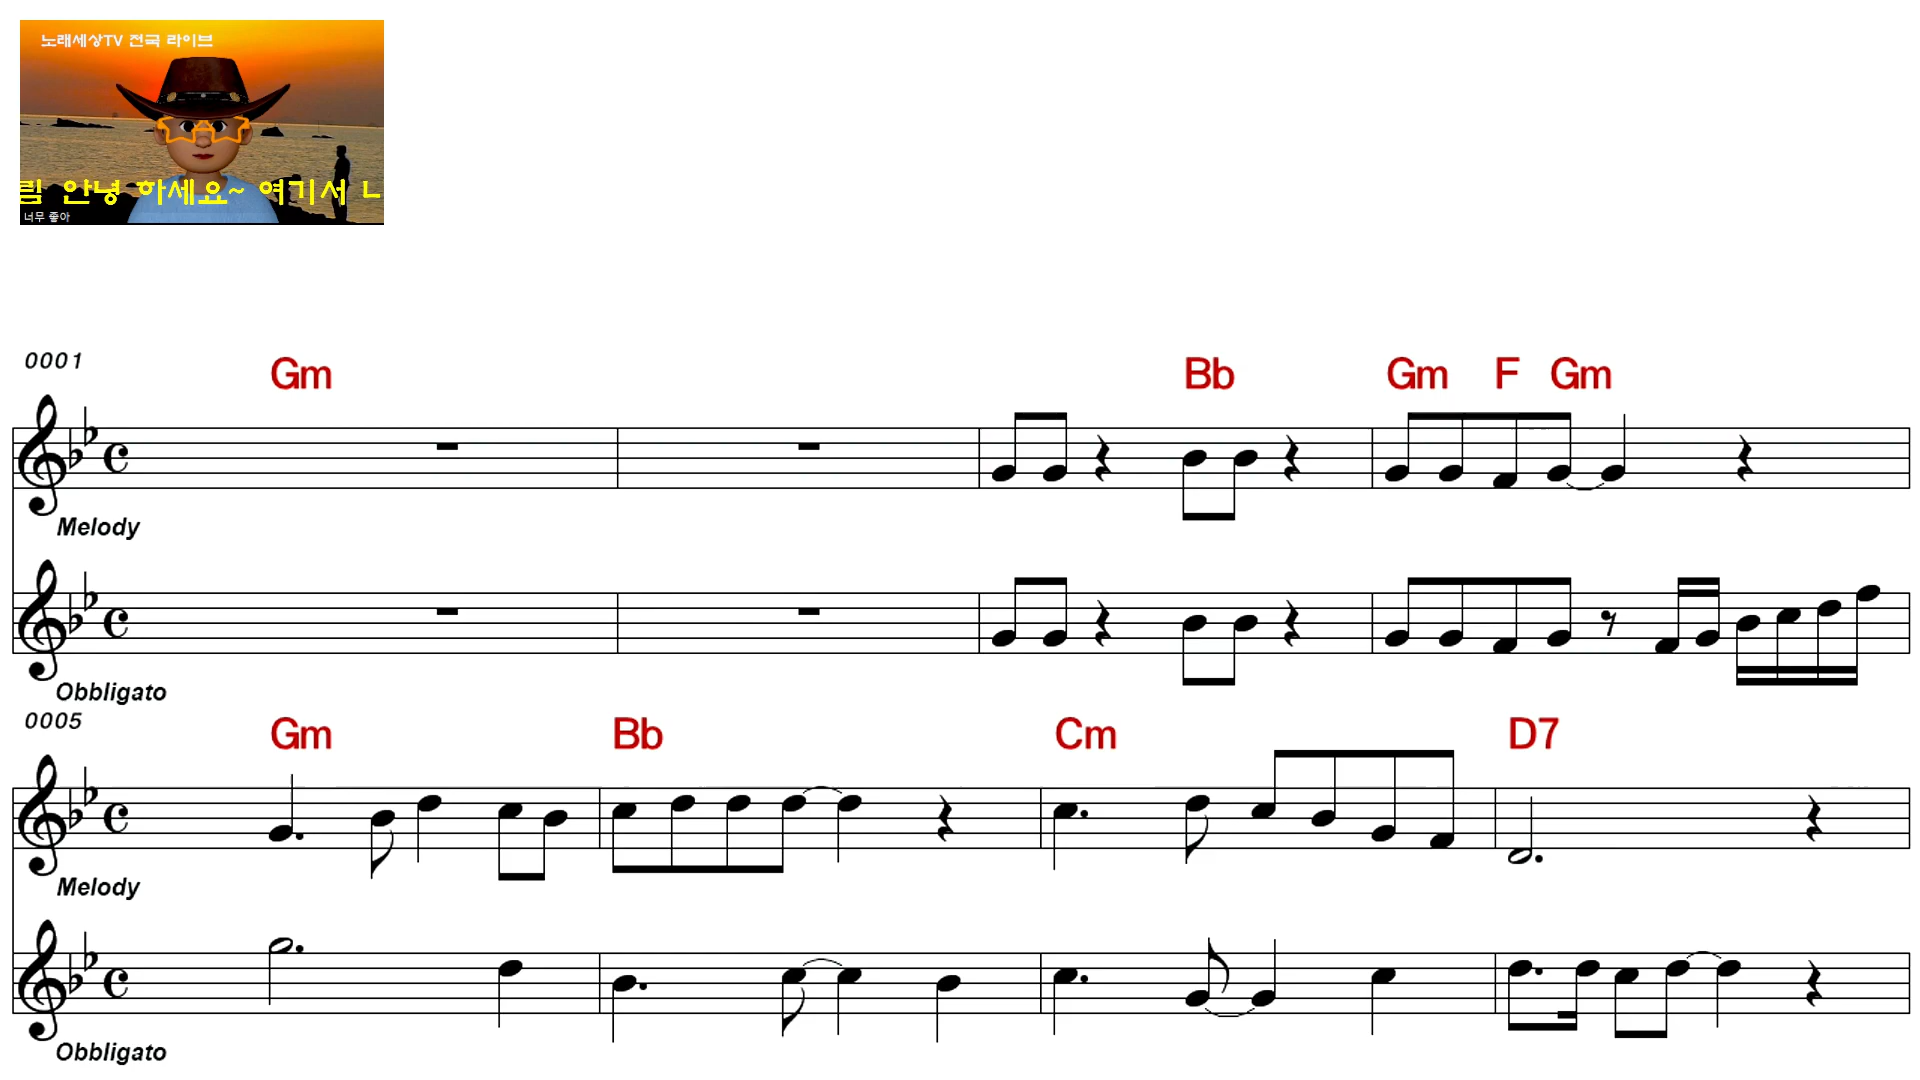 노래세상TV 전국 라이브
림 안녕 하세요~ 여기서 ㄴ
너무 좋아
0001
Gm Bb Gm F Gm
Melody
Obbligato
0005
Gm Bb Cm D7
Melody
Obbligato